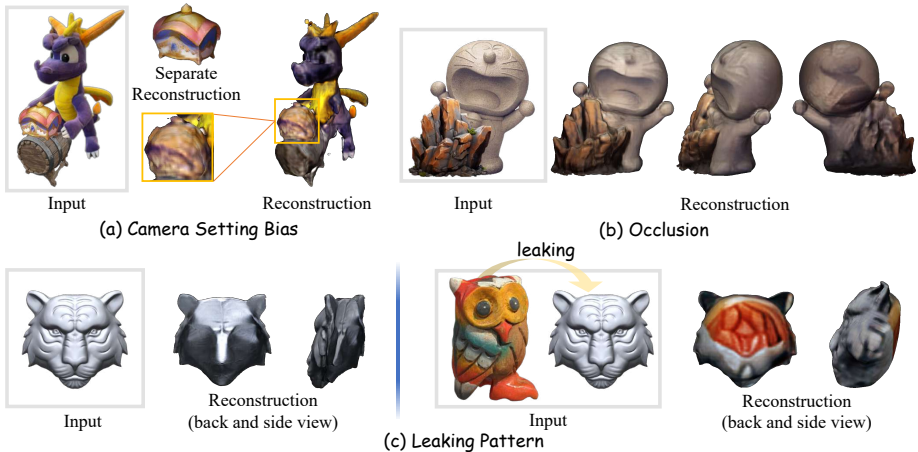 Separate
Reconstruction
Input
Reconstruction
(a) Camera Setting Bias
Input
Reconstruction
(b) Occlusion
Input
Reconstruction
(back and side view)
leaking
Input
Reconstruction
(back and side view)
(c) Leaking Pattern